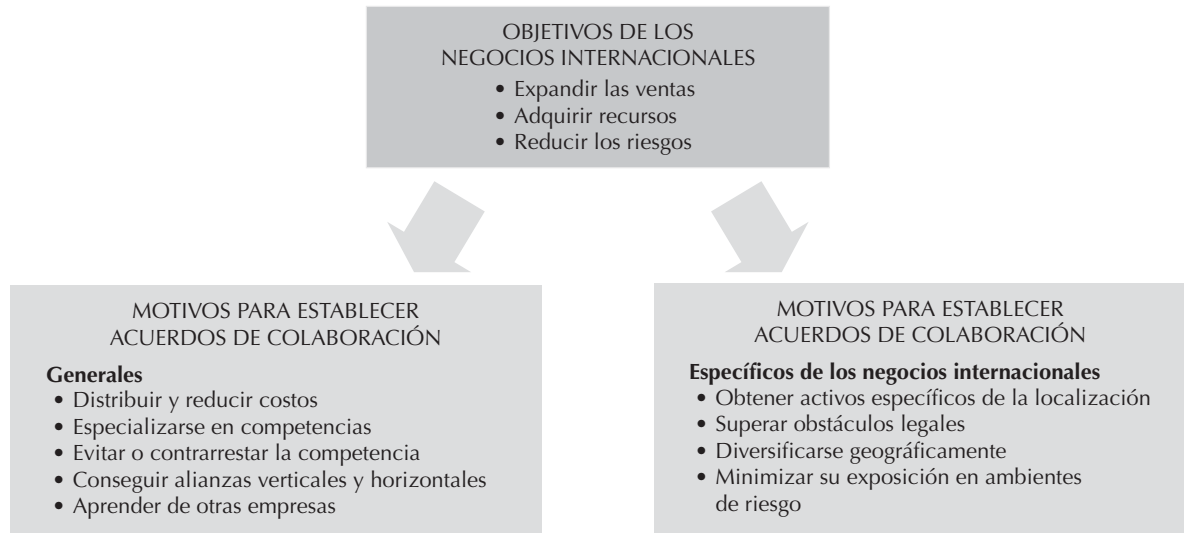 OBJETIVOS DE LOS
NEGOCIOS INTERNACIONALES
• Expandir las ventas
• Adquirir recursos
• Reducir los riesgos
MOTIVOS PARA ESTABLECER
ACUERDOS DE COLABORACIÓN
Generales
• Distribuir y reducir costos
• Especializarse en competencias
• Evitar o contrarrestar la competencia
• Conseguir alianzas verticales y horizontales
• Aprender de otras empresas
MOTIVOS PARA ESTABLECER
ACUERDOS DE COLABORACIÓN
Específicos de los negocios internacionales
• Obtener activos específicos de la localización
• Superar obstáculos legales
• Diversificarse geográficamente
• Minimizar su exposición en ambientes
de riesgo